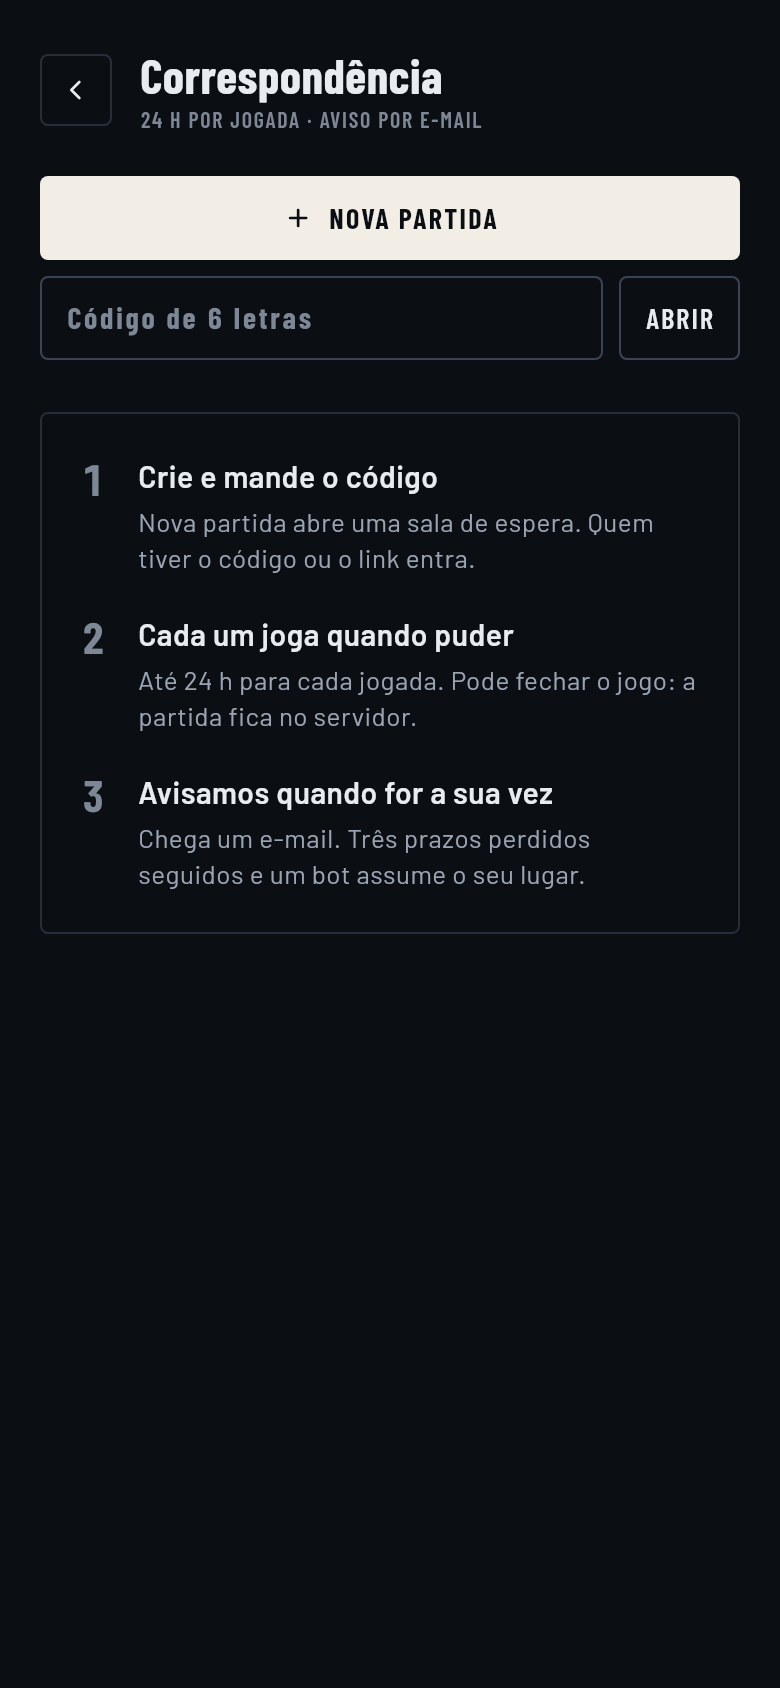 Correspondência
24 H POR JOGADA · AVISO POR E-MAIL
+ NOVA PARTIDA
Código de 6 letras
ABRIR
1 Crie e mande o código
Nova partida abre uma sala de espera. Quem
tiver o código ou o link entra.
2 Cada um joga quando puder
Até 24 h para cada jogada. Pode fechar o jogo: a
partida fica no servidor.
3 Avisamos quando for a sua vez
Chega um e-mail. Três prazos perdidos
seguidos e um bot assume o seu lugar.